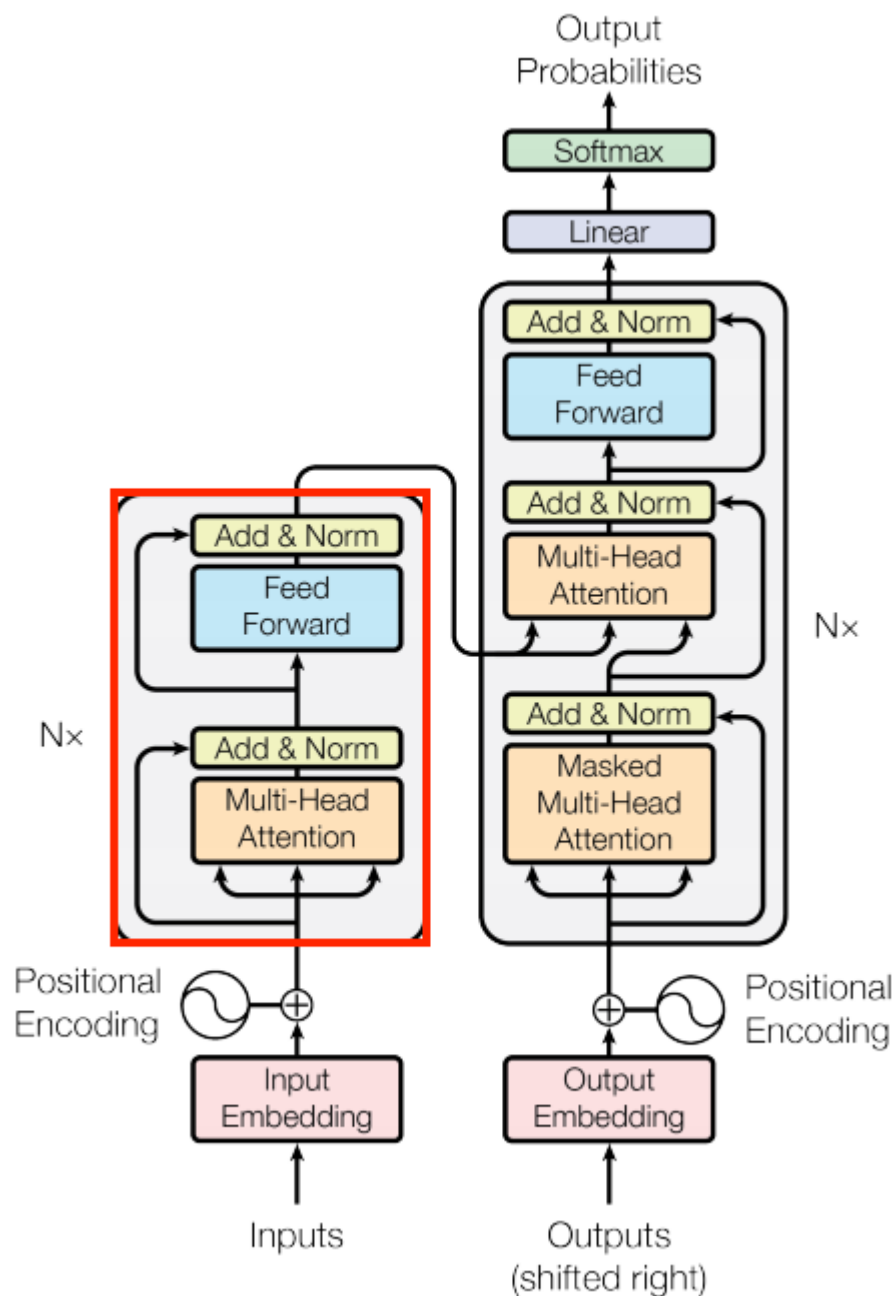 Output
Probabilities
Softmax
Linear
Add & Norm
Feed
Forward
Add & Norm
Multi-Head
Attention
Add & Norm
Masked
Multi-Head
Attention
N×
Add & Norm
Feed
Forward
Add & Norm
Multi-Head
Attention
N×
Positional
Encoding
Positional
Encoding
Input
Embedding
Output
Embedding
Inputs
Outputs
(shifted right)